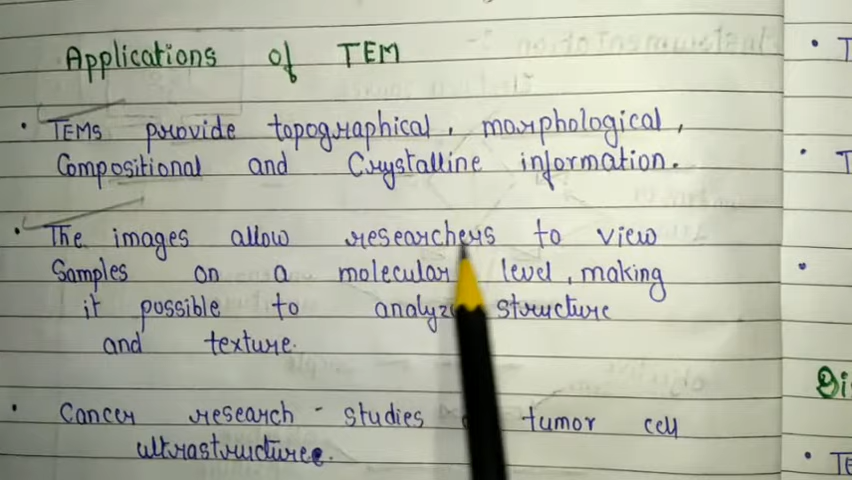 Applications of TEM
• TEMs provide topographical, morphological,
Compositional and Crystalline information.
• The images allow researchers to view
Samples on a molecular level, making
it possible to analyze structure
and texture.
• Cancer research - studies tumor cell
ultrastructure.